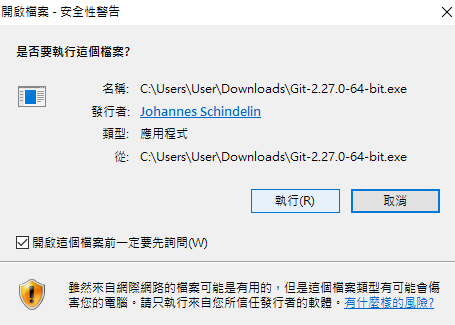 開啟檔案 - 安全性警告
是否要執行這個檔案?
名稱: C:\Users\User\Downloads\Git-2.27.0-64-bit.exe
發行者: Johannes Schindelin
類型: 應用程式
從: C:\Users\User\Downloads\Git-2.27.0-64-bit.exe
執行(R) 取消
開啟這個檔案前一定要先詢問(W)
雖然來自網際網路的檔案可能是有用的，但是這個檔案類型有可能會傷
害您的電腦。請只執行來自您所信任發行者的軟體。有什麼樣的風險?